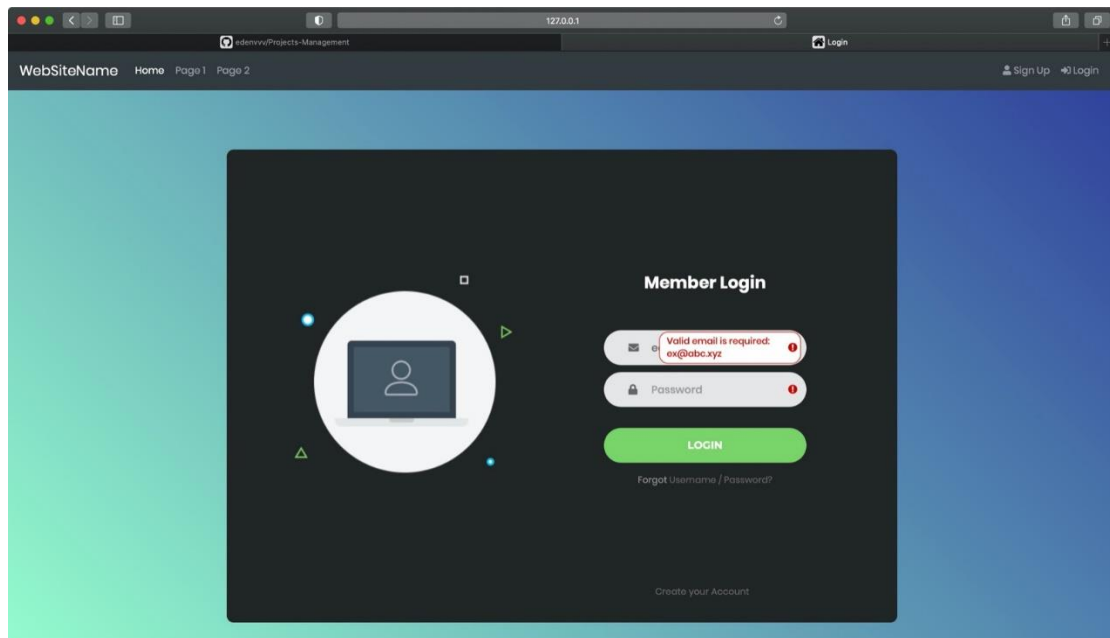 127.0.0.1
edenvvv/Projects-Management
Login
WebSiteName Home Page 1 Page 2
Sign Up Login
Member Login
Valid email is required:
ex@abc.xyz
Password
LOGIN
Forgot Username / Password?
Create your Account